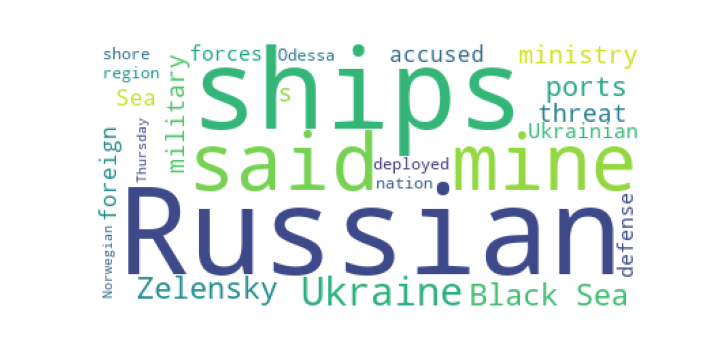 shore
forces
Odessa
ships
accused
ministry
region
Sea
military
s
ports
threat
Ukrainian
Thursday
said
deployed
mine
nation
foreign
Russian
defense
Norwegian
Zelensky
Ukraine
Black Sea